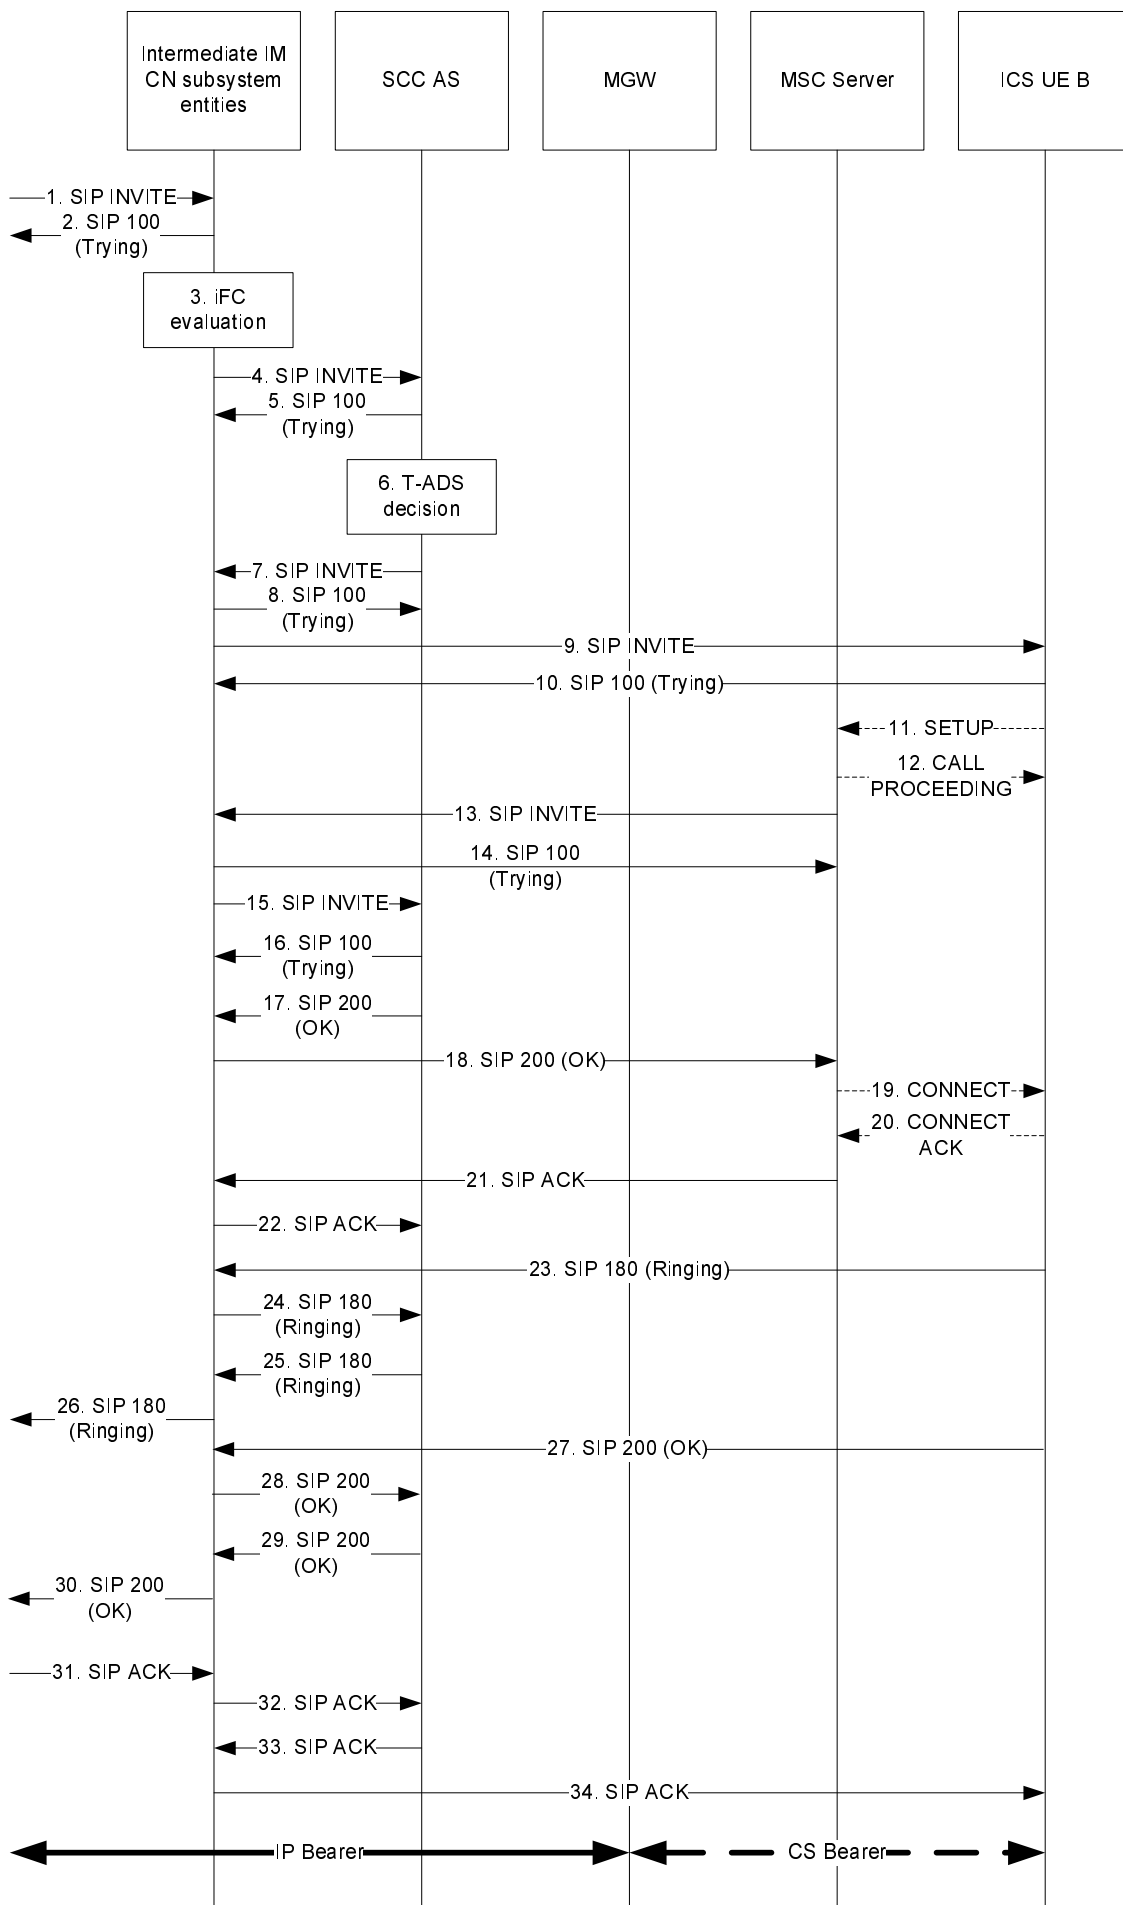 Intermediate IM
CN subsystem
entities
SCC AS
MGW
MSC Server
ICS UE B
1. SIP INVITE
2. SIP 100
(Trying)
3. iFC
evaluation
4. SIP INVITE
5. SIP 100
(Trying)
6. T-ADS
decision
7. SIP INVITE
8. SIP 100
(Trying)
9. SIP INVITE
10. SIP 100 (Trying)
11. SETUP
12. CALL
PROCEEDING
13. SIP INVITE
14. SIP 100
(Trying)
15. SIP INVITE
16. SIP 100
(Trying)
17. SIP 200
(OK)
18. SIP 200 (OK)
19. CONNECT
20. CONNECT
ACK
21. SIP ACK
22. SIP ACK
23. SIP 180 (Ringing)
24. SIP 180
(Ringing)
25. SIP 180
(Ringing)
26. SIP 180
(Ringing)
27. SIP 200 (OK)
28. SIP 200
(OK)
29. SIP 200
(OK)
30. SIP 200
(OK)
31. SIP ACK
32. SIP ACK
33. SIP ACK
34. SIP ACK
IP Bearer
CS Bearer